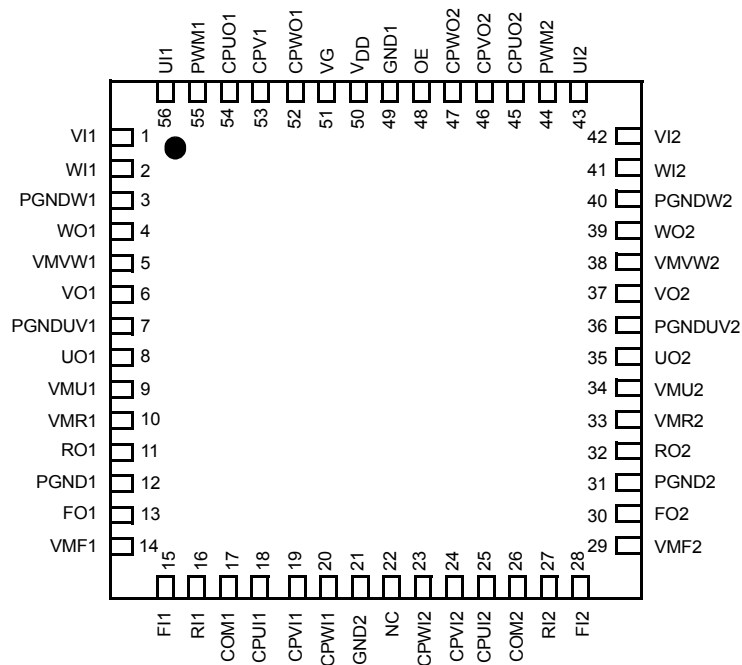 UI1
PWM1
CPUO1
CPV1
CPWO1
VG
VDD
GND1
OE
CPWO2
CPVO2
CPUO2
PWM2
UI2
56
55
54
53
52
51
50
49
48
47
46
45
44
43
VI1 1
WI1 2
PGNDW1 3
WO1 4
VMVW1 5
VO1 6
PGNDUV1 7
UO1 8
VMU1 9
VMR1 10
RO1 11
PGND1 12
FO1 13
VMF1 14
42 VI2
41 WI2
40 PGNDW2
39 WO2
38 VMVW2
37 VO2
36 PGNDUV2
35 UO2
34 VMU2
33 VMR2
32 RO2
31 PGND2
30 FO2
29 VMF2
15
16
17
18
19
20
21
22
23
24
25
26
27
28
FI1
RI1
COM1
CPUI1
CPVI1
CPWI1
GND2
NC
CPWI2
CPVI2
CPUI2
COM2
RI2
FI2